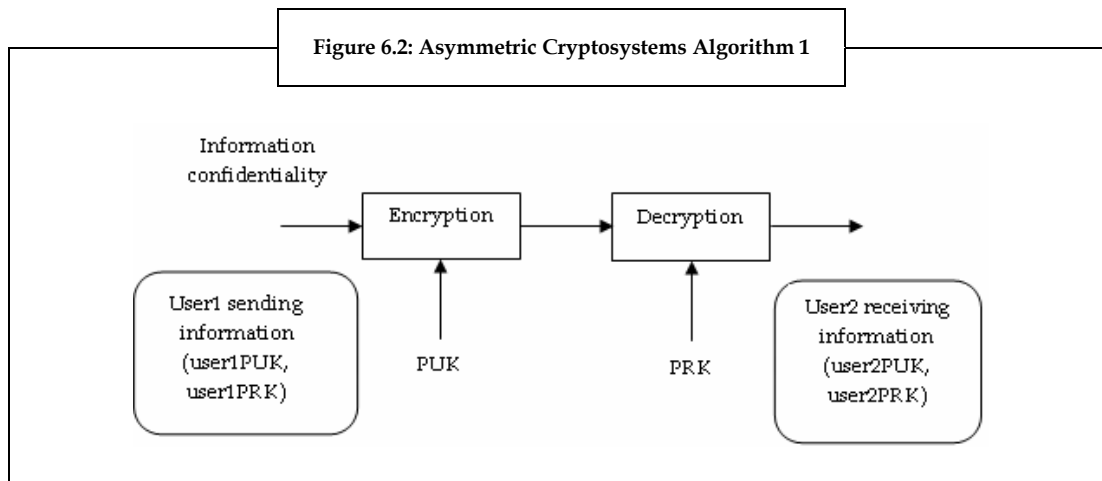 Figure 6.2: Asymmetric Cryptosystems Algorithm 1
Information
confidentiality
Encryption
Decryption
User1 sending
information
(user1PUK,
user1PRK)
PUK
PRK
User2 receiving
information
(user2PUK,
user2PRK)